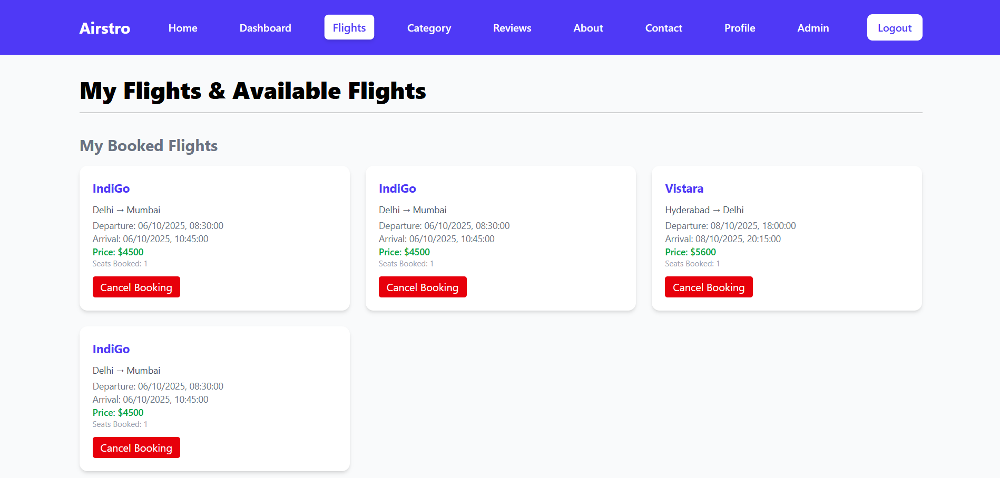 Airstro Home Dashboard Flights Category Reviews About Contact Profile Admin Logout
My Flights & Available Flights
My Booked Flights
IndiGo
Delhi → Mumbai
Departure: 06/10/2025, 08:30:00
Arrival: 06/10/2025, 10:45:00
Price: $4500
Seats Booked: 1
Cancel Booking
IndiGo
Delhi → Mumbai
Departure: 06/10/2025, 08:30:00
Arrival: 06/10/2025, 10:45:00
Price: $4500
Seats Booked: 1
Cancel Booking
Vistara
Hyderabad → Delhi
Departure: 08/10/2025, 18:00:00
Arrival: 08/10/2025, 20:15:00
Price: $5600
Seats Booked: 1
Cancel Booking
IndiGo
Delhi → Mumbai
Departure: 06/10/2025, 08:30:00
Arrival: 06/10/2025, 10:45:00
Price: $4500
Seats Booked: 1
Cancel Booking